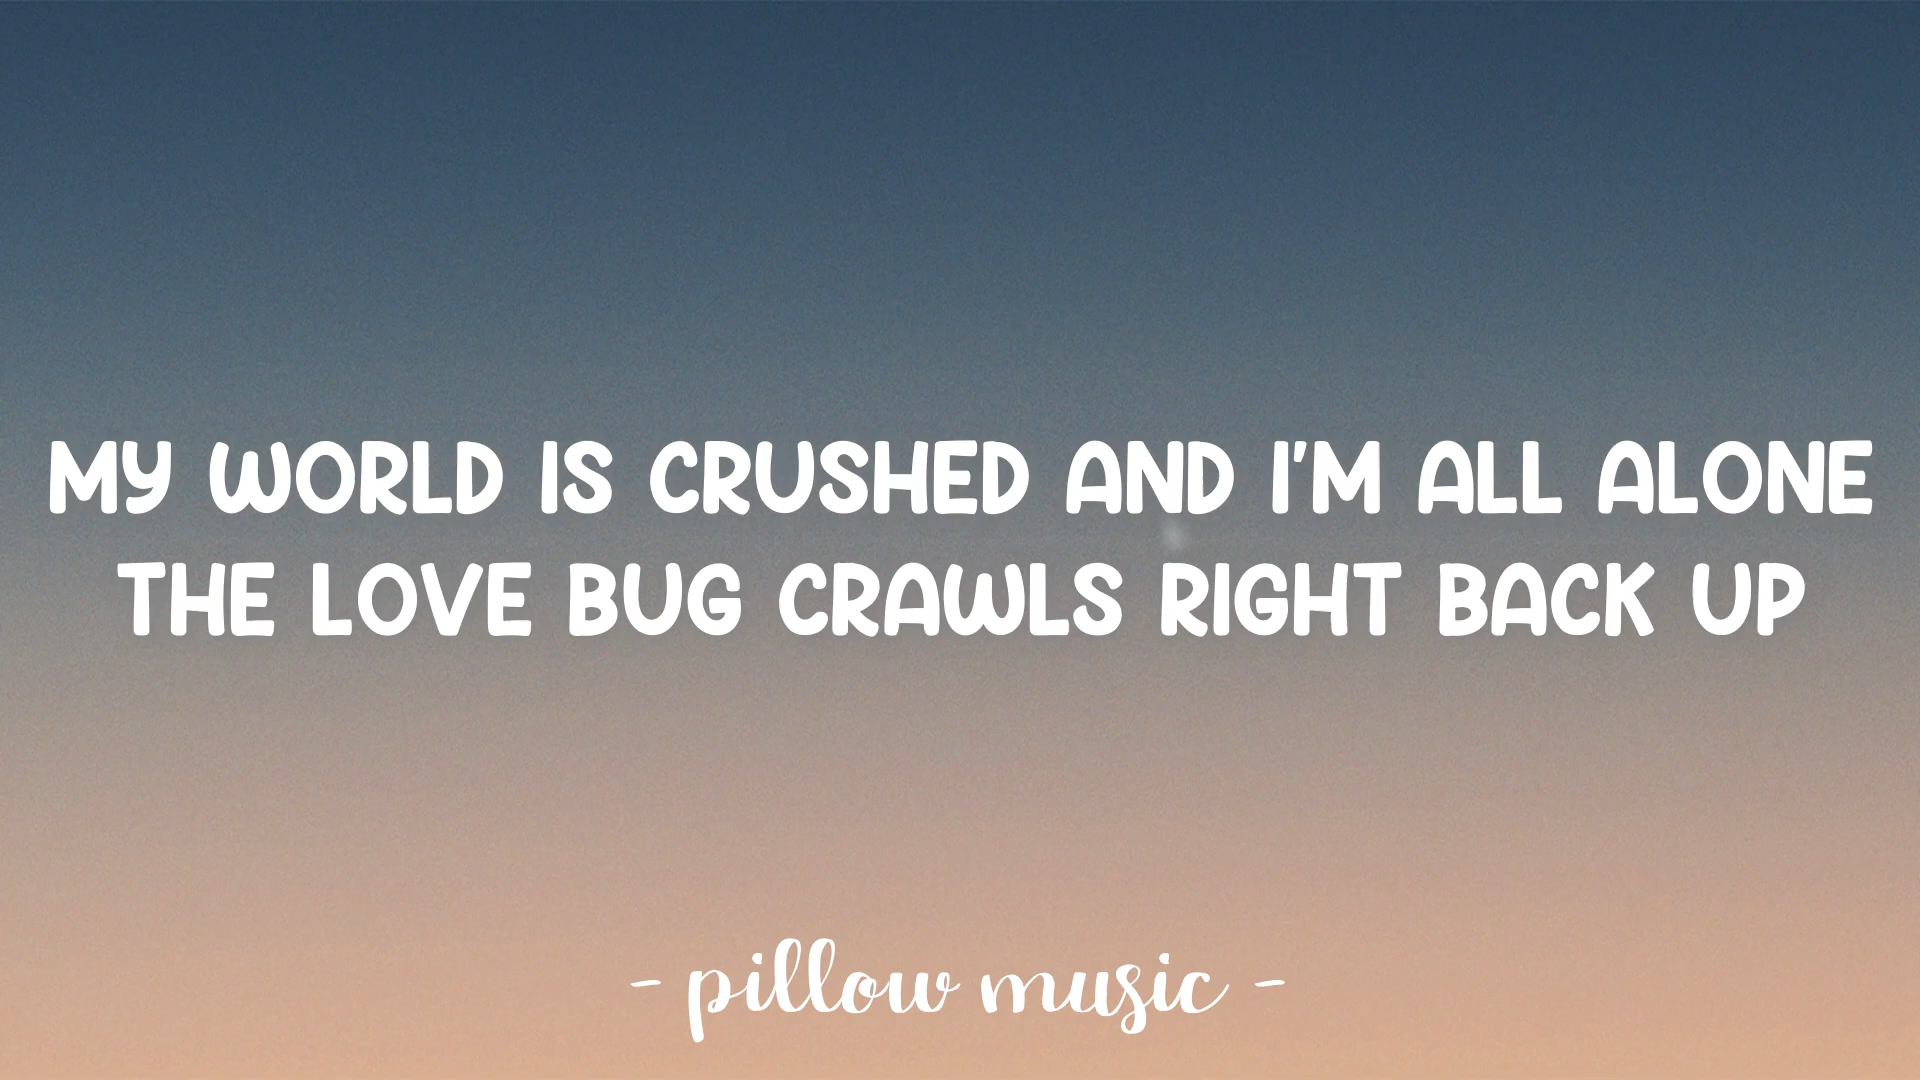 MY WORLD IS CRUSHED AND I'M ALL ALONE
THE LOVE BUG CRAWLS RIGHT BACK UP
- pillow music -